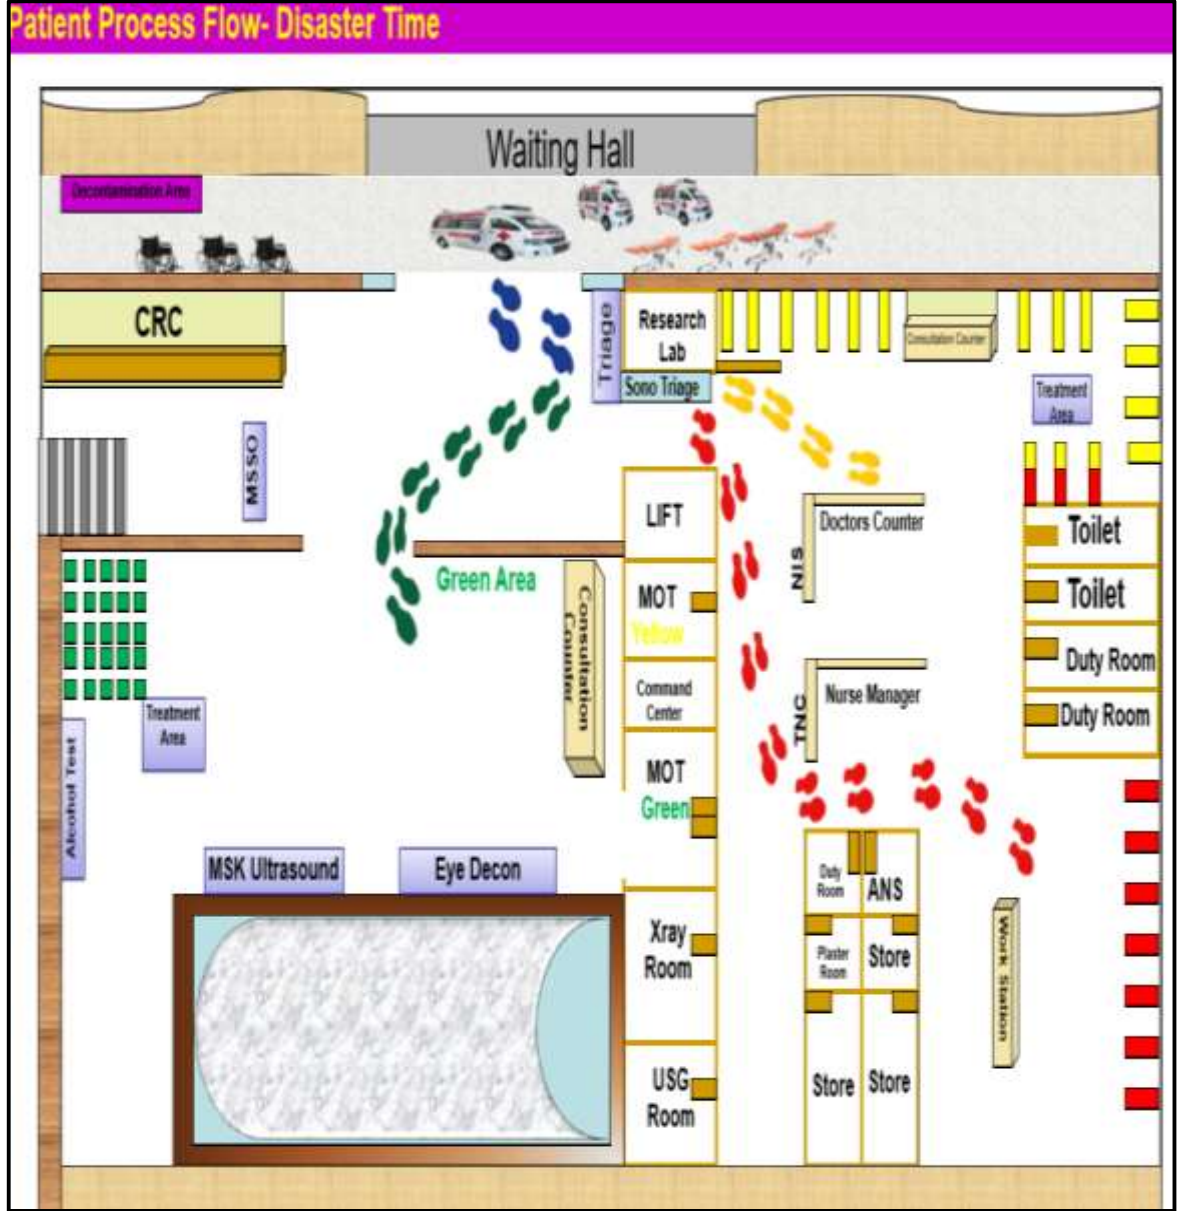 Patient Process Flow- Disaster Time
Waiting Hall
Decontamination Area
CRC
Triage
Research
Lab
Sono Triage
Consultation Counter
Treatment
Area
MSSO
LIFT
Doctors Counter
NIS
Toilet
Toilet
Green Area
Consultation
Counter
MOT
Yellow
Command
Center
Nurse Manager
TNC
Duty Room
Duty Room
Treatment
Area
Alcohol Test
MOT
Green
MSK Ultrasound
Eye Decon
Duty
Room
ANS
Xray
Room
Plaster
Room
Store
Work Station
USG
Room
Store
Store